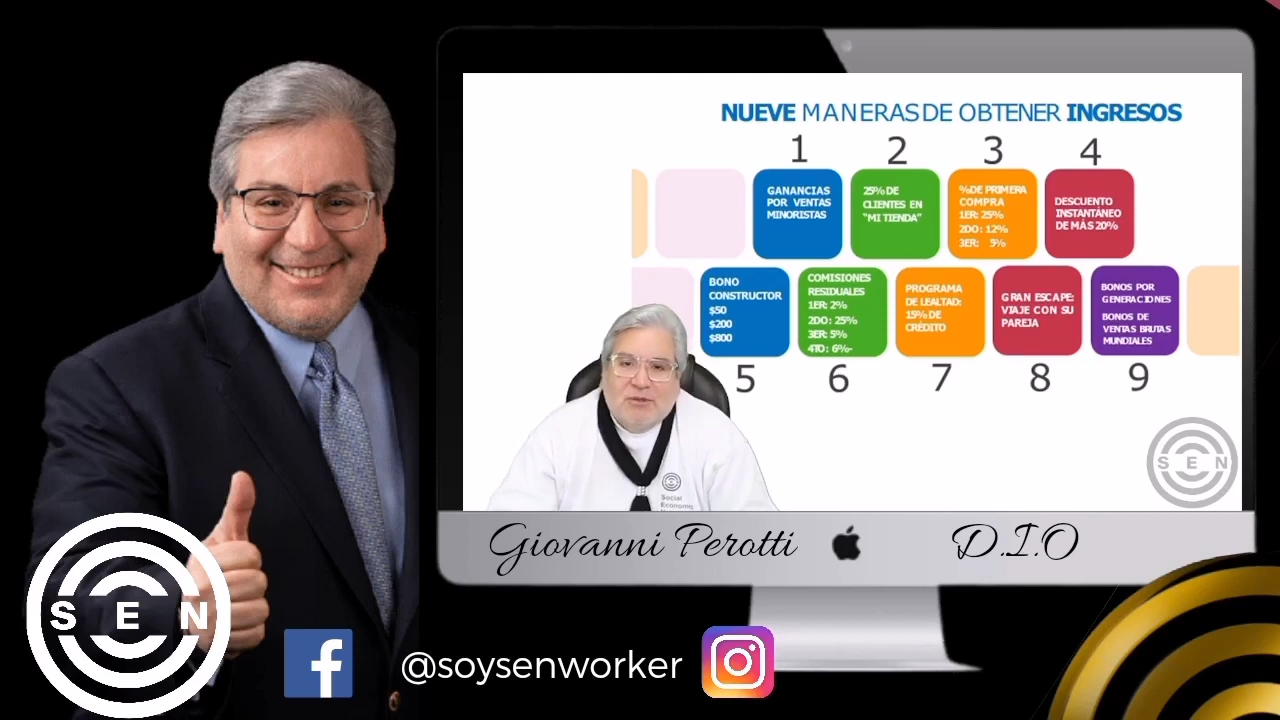 NUEVE MANERAS DE OBTENER INGRESOS
1
2
3
4
GANANCIAS
POR VENTAS
MINORISTAS
25% DE
CLIENTES EN
“MI TIENDA”
%DE PRIMERA
COMPRA
1ER: 25%
2DO: 12%
3ER: 5%
DESCUENTO
INSTANTÁNEO
DE MÁS 20%
BONO
CONSTRUCTOR
$50
$200
$800
COMISIONES
RESIDUALES
1ER: 2%
2DO: 25%
3ER: 5%
4TO: 6%-
PROGRAMA
DE LEALTAD:
15% DE
CRÉDITO
GRAN ESCAPE:
VIAJE CON SU
PAREJA
BONOS POR
GENERACIONES
BONOS DE
VENTAS BRUTAS
MUNDIALES
5
6
7
8
9
SEN
Social
Economic
Giovanni Perotti
D.I.O
SEN
@soysenworker